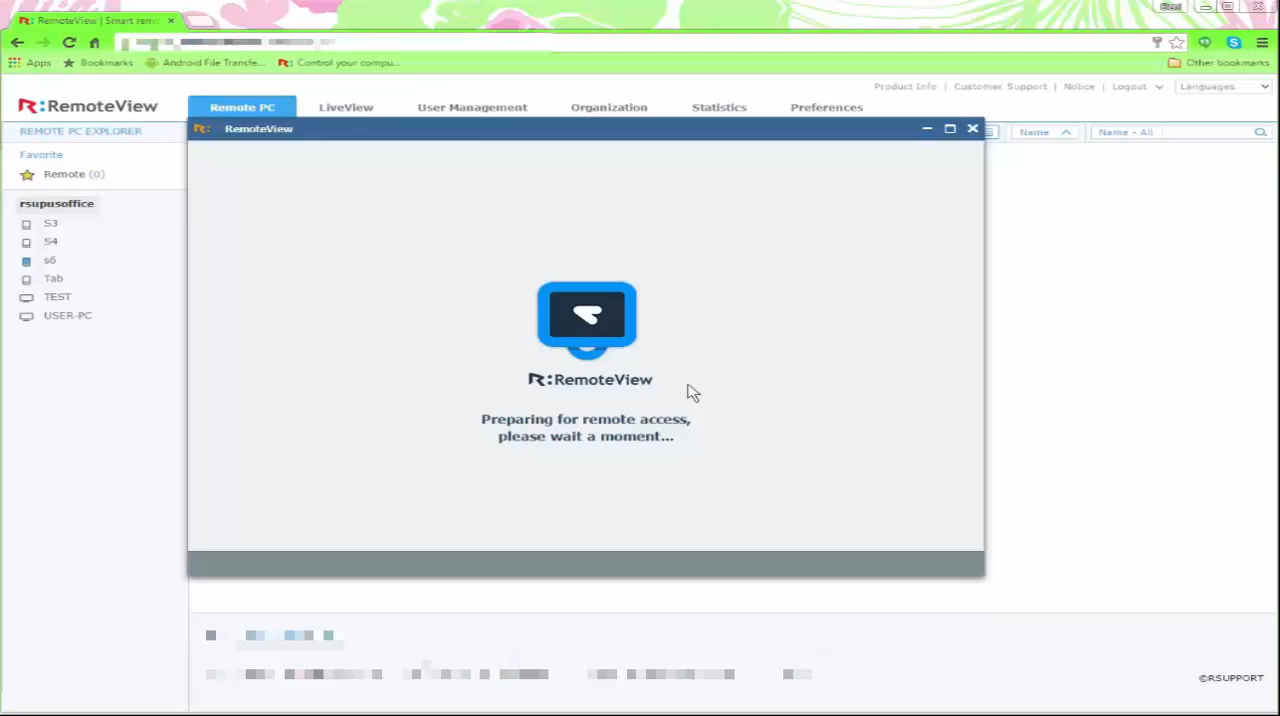 R:RemoteView | Smart remo
Apps Bookmarks Android File Transfe... Control your compu... Other bookmarks
Product Info | Customer Support | Notice | Logout Languages
R:RemoteView Remote PC LiveView User Management Organization Statistics Preferences
REMOTE PC EXPLORER
RemoteView
Name
Name - All
Favorite
Remote (0)
rsupusoffice
S3
S4
s6
Tab
TEST
USER-PC
R:RemoteView
Preparing for remote access,
please wait a moment...
©RSUPPORT